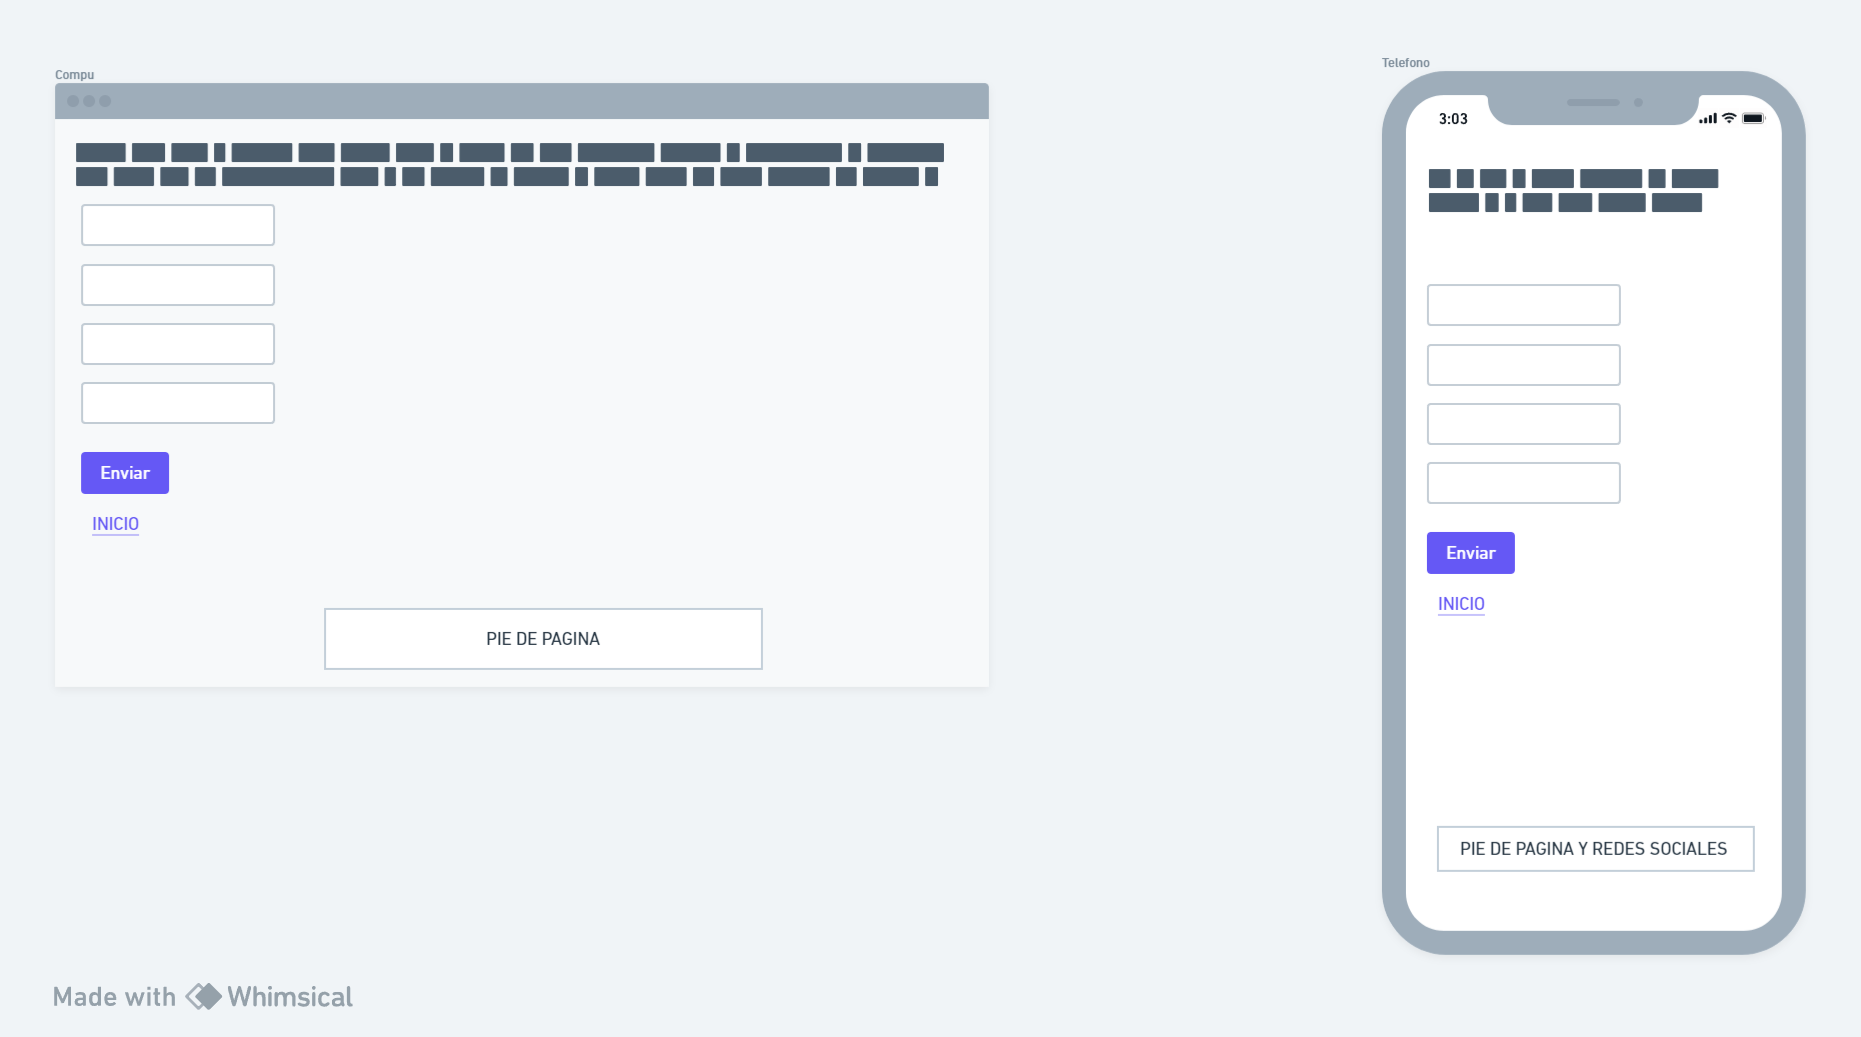 Compu
Enviar
INICIO
PIE DE PAGINA
Telefono
3:03
Enviar
INICIO
PIE DE PAGINA Y REDES SOCIALES
Made with Whimsical